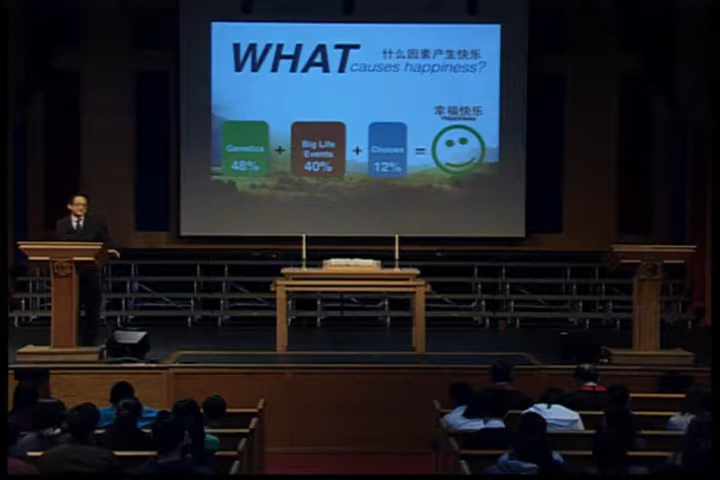 WHAT
什么因素产生快乐
causes happiness?
幸福快乐
Happiness
Genetics
48%
+
Big Life
Events
40%
+
Choices
12%
=